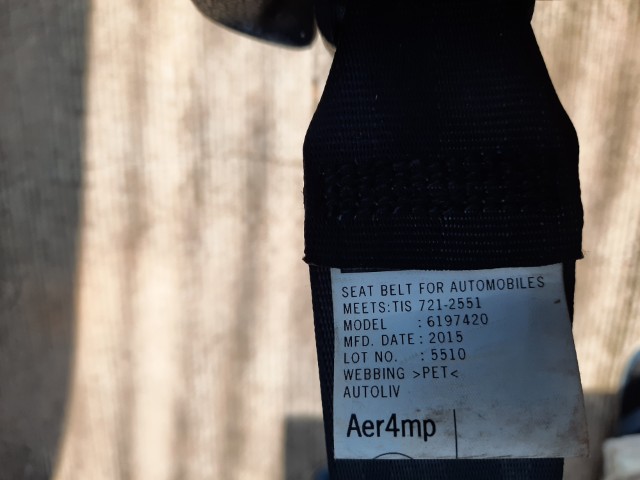 SEAT BELT FOR AUTOMOBILES
MEETS:TIS 721-2551
MODEL : 6197420
MFD. DATE : 2015
LOT NO. : 5510
WEBBING >PET<
AUTOLIV
Aer4mp